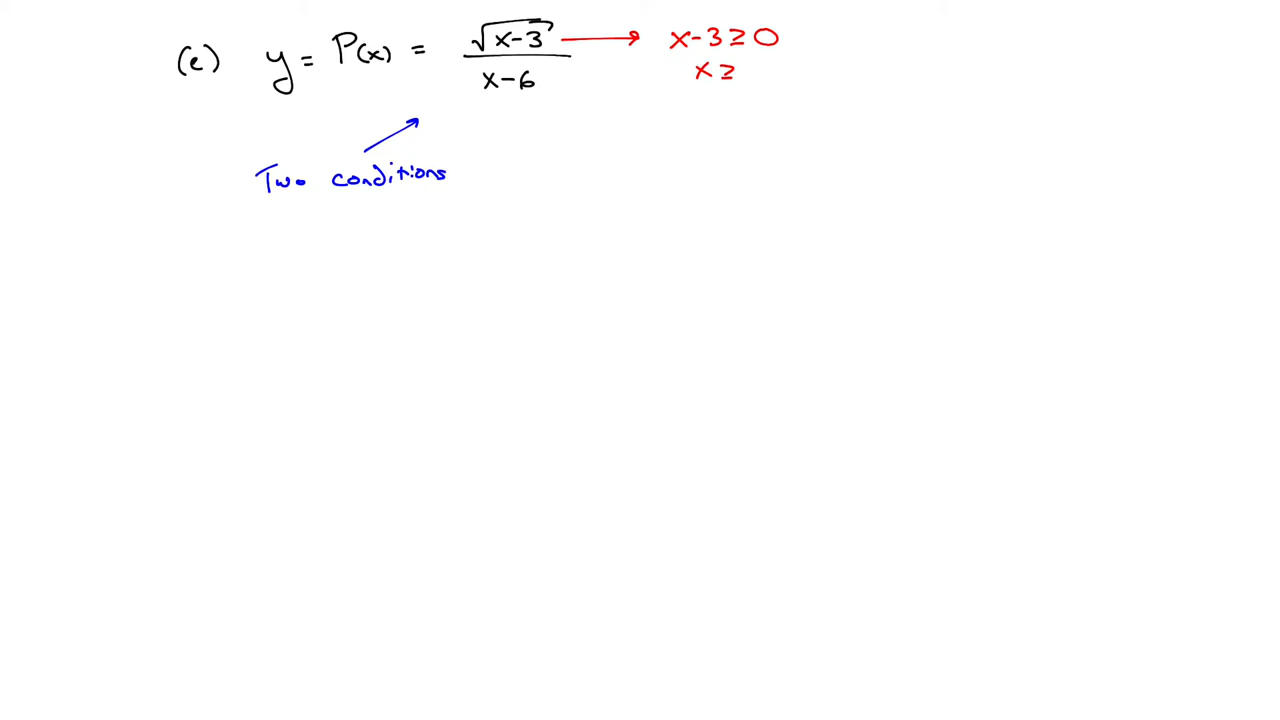 (e) y = P(x) = √(x-3) / (x-6) → x-3 ≥ 0
x ≥
Two conditions